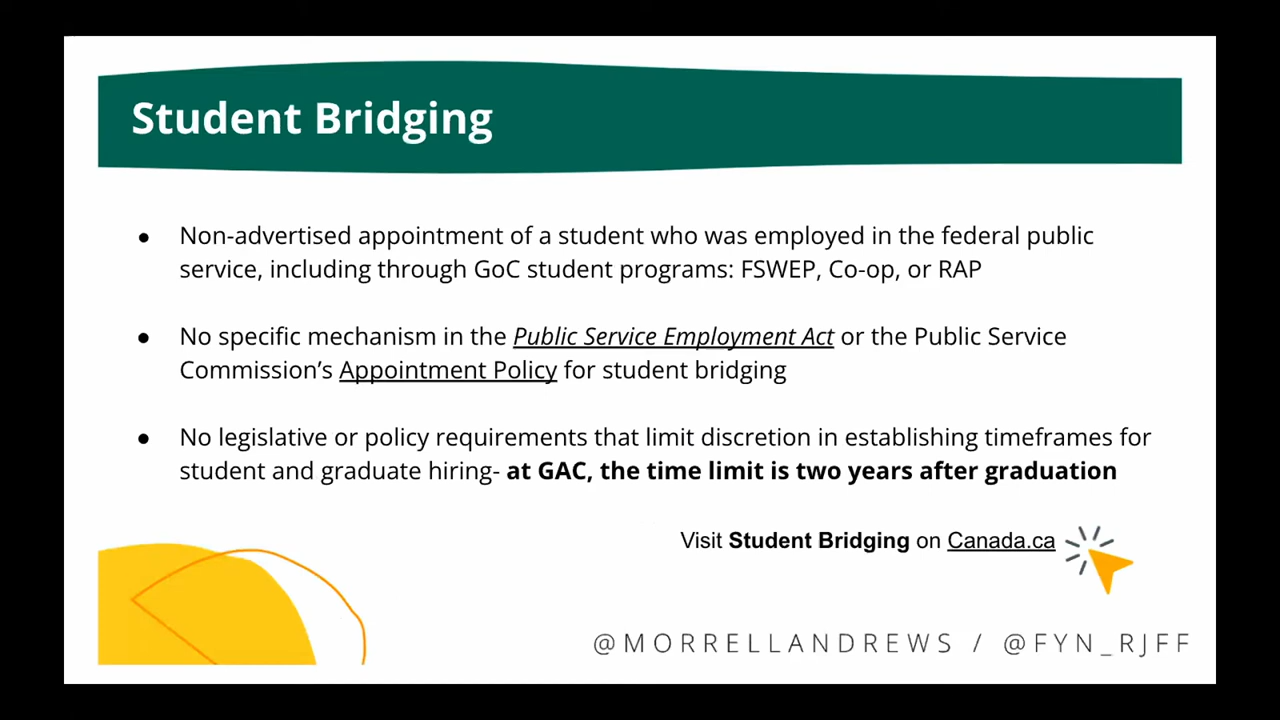 Student Bridging
● Non-advertised appointment of a student who was employed in the federal public
service, including through GoC student programs: FSWEP, Co-op, or RAP
● No specific mechanism in the Public Service Employment Act or the Public Service
Commission’s Appointment Policy for student bridging
● No legislative or policy requirements that limit discretion in establishing timeframes for
student and graduate hiring- at GAC, the time limit is two years after graduation
Visit Student Bridging on Canada.ca
@MORRELLANDREWS / @FYN_RJFF